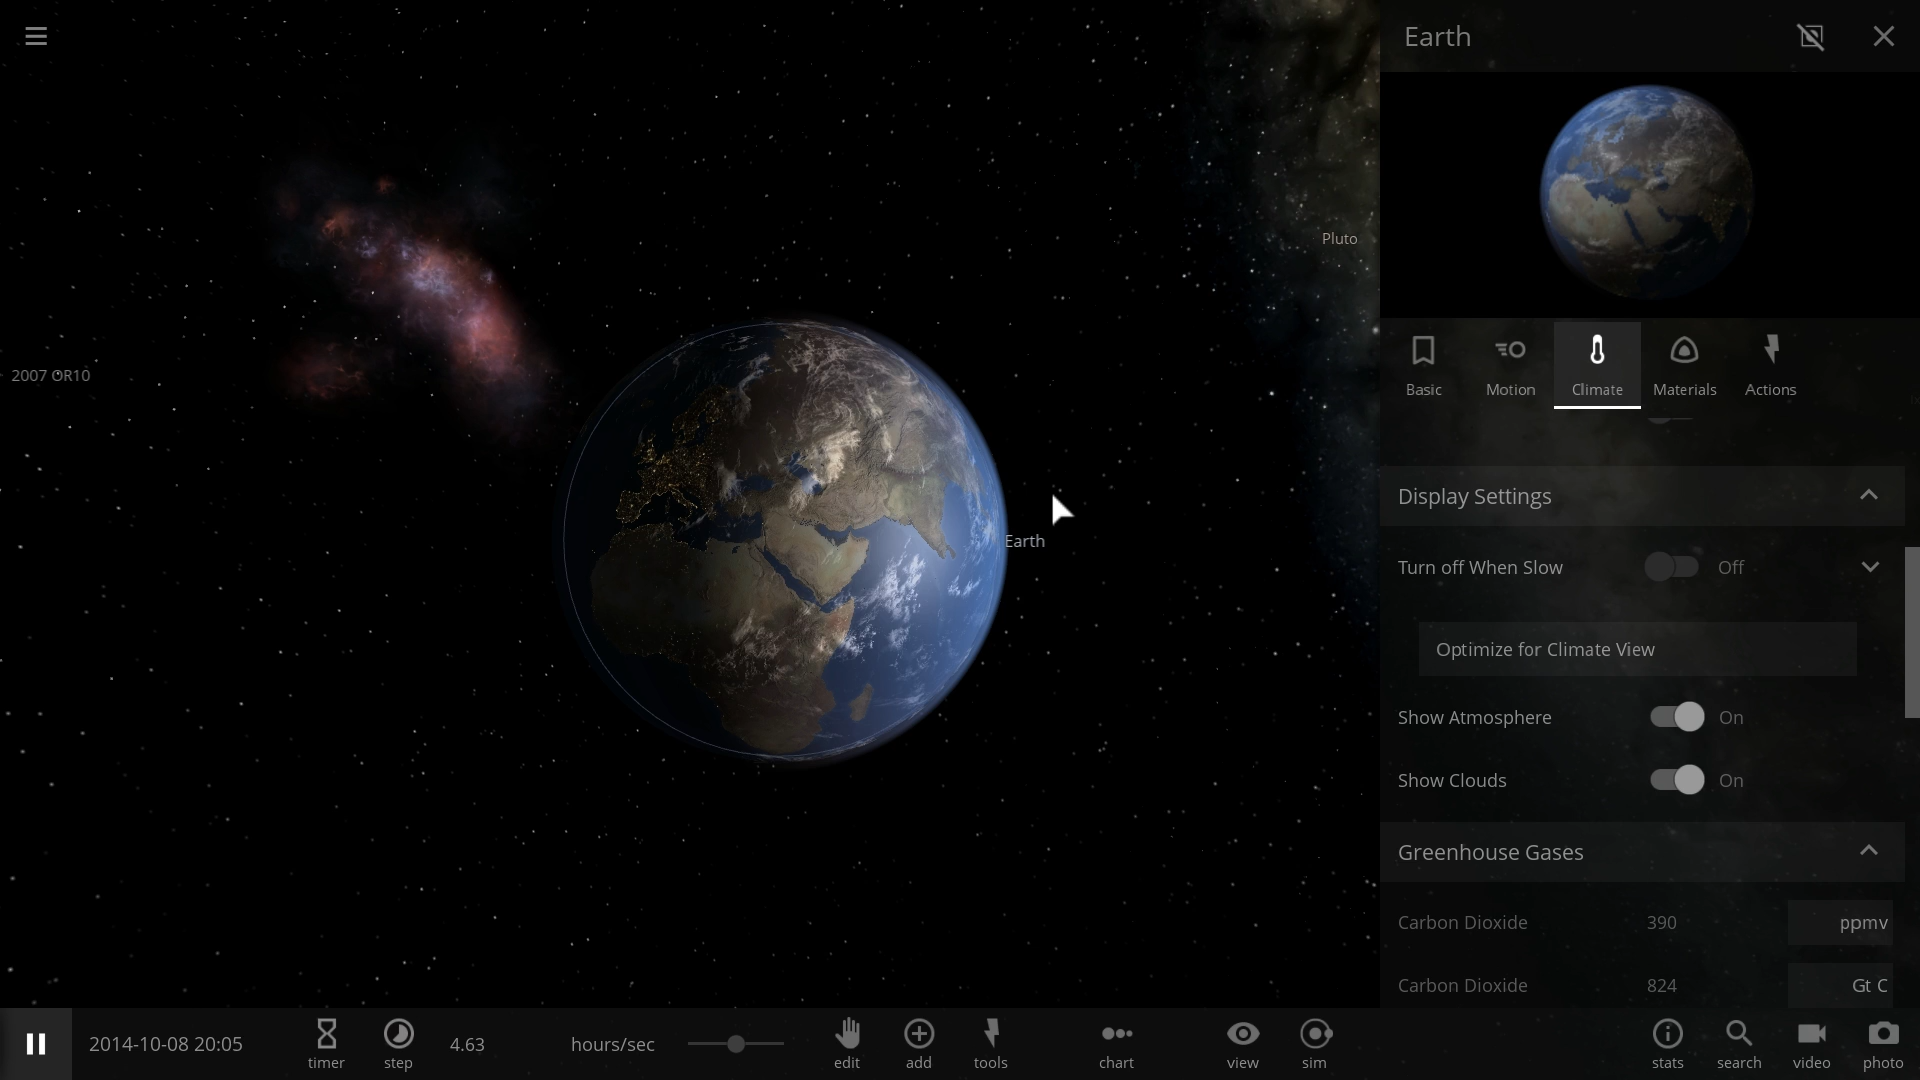 Earth
Pluto
2007 OR10
Earth
Basic
Motion
Climate
Materials
Actions
Display Settings
Turn off When Slow Off
Optimize for Climate View
Show Atmosphere On
Show Clouds On
Greenhouse Gases
Carbon Dioxide 390 ppmv
Carbon Dioxide 824 Gt C
2014-10-08 20:05
timer
step
4.63 hours/sec
edit
add
tools
chart
view
sim
stats
search
video
photo